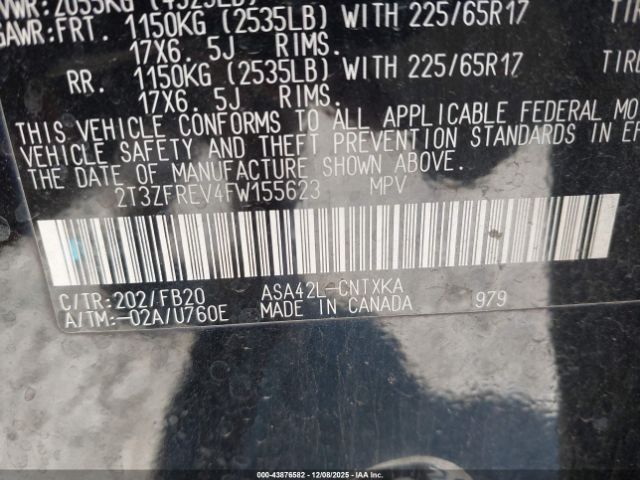 GAWR:FRT. 1150KG (2535LB) WITH 225/65R17
17X6. 5J RIMS.
RR. 1150KG (2535LB) WITH 225/65R17 TIRE
17X6. 5J RIMS.
THIS VEHICLE CONFORMS TO ALL APPLICABLE FEDERAL MO
VEHICLE SAFETY AND THEFT PREVENTION STANDARDS IN E
THE DATE OF MANUFACTURE SHOWN ABOVE.
2T3ZFREV4FW155623 MPV
C/TR:202/FB20 ASA42L-CNTXKA
A/TM:-02A/U760E MADE IN CANADA 979
000-43876582 - 12/08/2025 - IAA Inc.